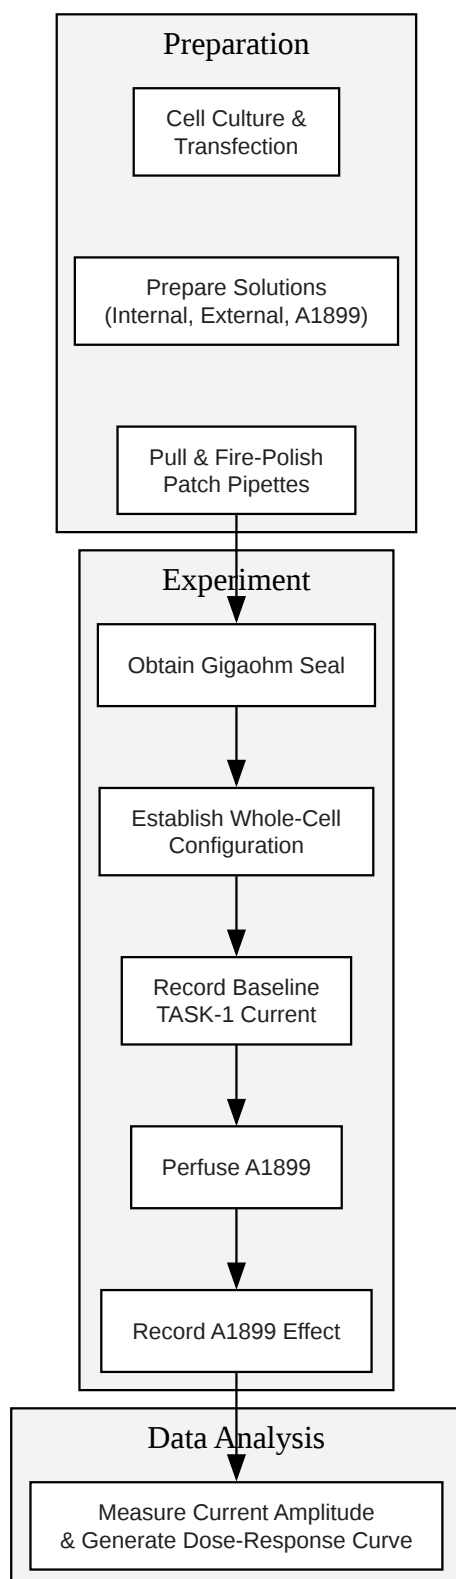 Preparation
Cell Culture &
Transfection
Prepare Solutions
(Internal, External, A1899)
Pull & Fire-Polish
Patch Pipettes
Experiment
Obtain Gigaohm Seal
Establish Whole-Cell
Configuration
Record Baseline
TASK-1 Current
Perfuse A1899
Record A1899 Effect
Data Analysis
Measure Current Amplitude
& Generate Dose-Response Curve